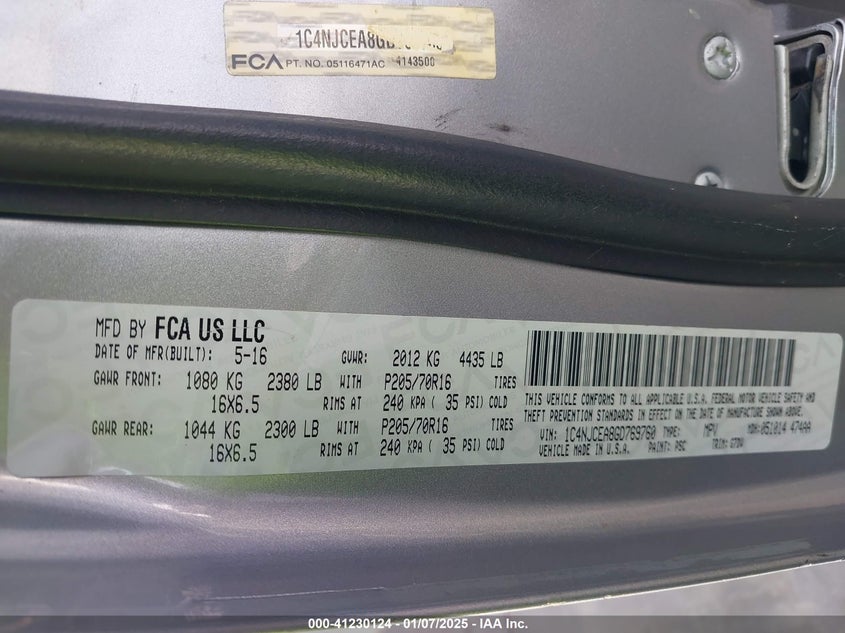 1C4NJCEA8GD
FCA PT. NO. 05116471AC 4143500
MFD BY FCA US LLC
DATE OF MFR(BUILT): 5-16 GVWR: 2012 KG 4435 LB
GAWR FRONT: 1080 KG 2380 LB WITH P205/70R16 TIRES
16X6.5 RIMS AT 240 KPA ( 35 PSI) COLD
GAWR REAR: 1044 KG 2300 LB WITH P205/70R16 TIRES
16X6.5 RIMS AT 240 KPA ( 35 PSI) COLD
THIS VEHICLE CONFORMS TO ALL APPLICABLE U.S.A. FEDERAL MOTOR VEHICLE SAFETY AND
THEFT PREVENTION STANDARDS IN EFFECT ON THE DATE OF MANUFACTURE SHOWN ABOVE.
VIN: 1C4NJCEA8GD769760 TYPE: MPV MDH: 051014 474AA
VEHICLE MADE IN U.S.A. PAINT: PSC TRIM:
000-41230124 - 01/07/2025 - IAA Inc.